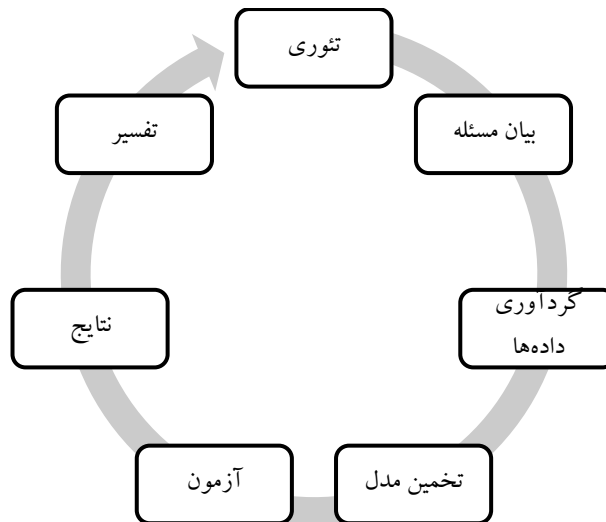 تئوری
بیان مسئله
گردآوری
داده‌ها
تخمین مدل
آزمون
نتایج
تفسیر